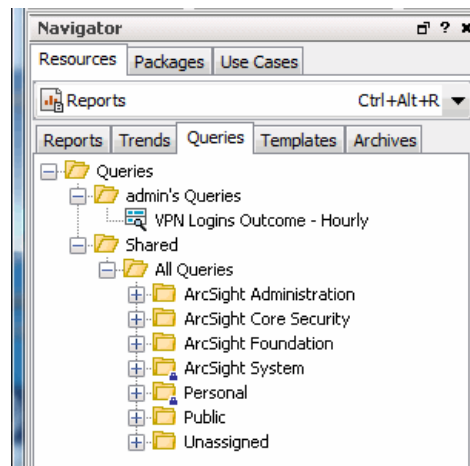 Navigator ?
Resources Packages Use Cases
Reports Ctrl+Alt+R
Reports Trends Queries Templates Archives
Queries
admin's Queries
VPN Logins Outcome - Hourly
Shared
All Queries
ArcSight Administration
ArcSight Core Security
ArcSight Foundation
ArcSight System
Personal
Public
Unassigned